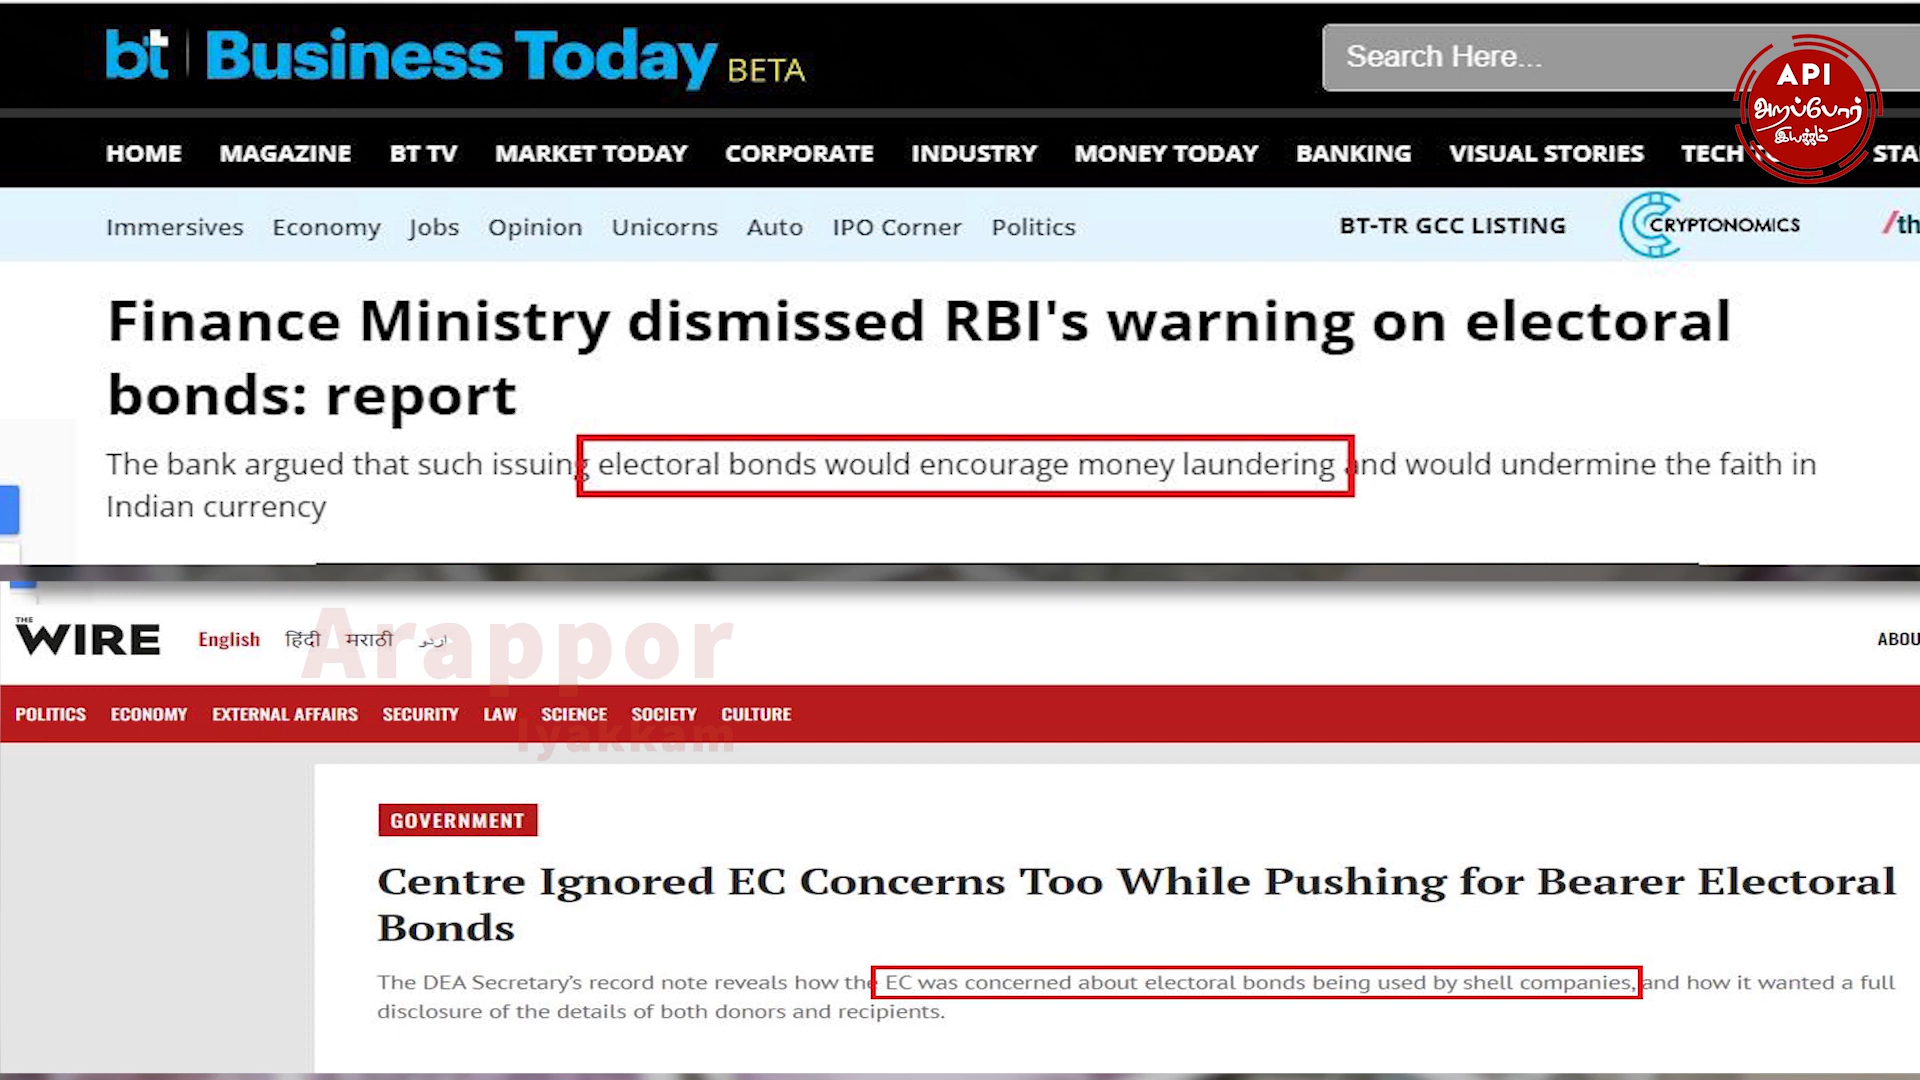 bt Business Today BETA
Search Here...
API
அறப்போர்
இயக்கம்
HOME MAGAZINE BT TV MARKET TODAY CORPORATE INDUSTRY MONEY TODAY BANKING VISUAL STORIES TECH
Immersives Economy Jobs Opinion Unicorns Auto IPO Corner Politics BT-TR GCC LISTING CRYPTONOMICS
Finance Ministry dismissed RBI's warning on electoral
bonds: report
The bank argued that such issuing electoral bonds would encourage money laundering and would undermine the faith in
Indian currency
THE WIRE English हिंदी मराठी اردو
Arappor
Iyakkam
POLITICS ECONOMY EXTERNAL AFFAIRS SECURITY LAW SCIENCE SOCIETY CULTURE
GOVERNMENT
Centre Ignored EC Concerns Too While Pushing for Bearer Electoral
Bonds
The DEA Secretary’s record note reveals how the EC was concerned about electoral bonds being used by shell companies, and how it wanted a full
disclosure of the details of both donors and recipients.